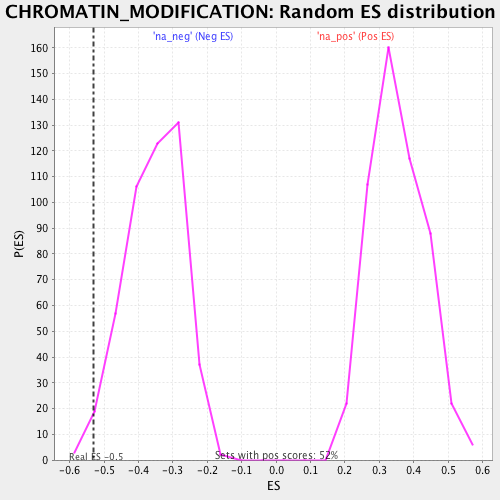 CHROMATIN_MODIFICATION: Random ES distribution
'na_neg' (Neg ES)
'na_pos' (Pos ES)
160
150
140
130
120
110
100
90
80
70
60
50
40
30
20
10
0
P(ES)
Real ES -0.5
Sets with pos scores: 52%
-0.6 -0.5 -0.4 -0.3 -0.2 -0.1 0.0 0.1 0.2 0.3 0.4 0.5 0.6
ES